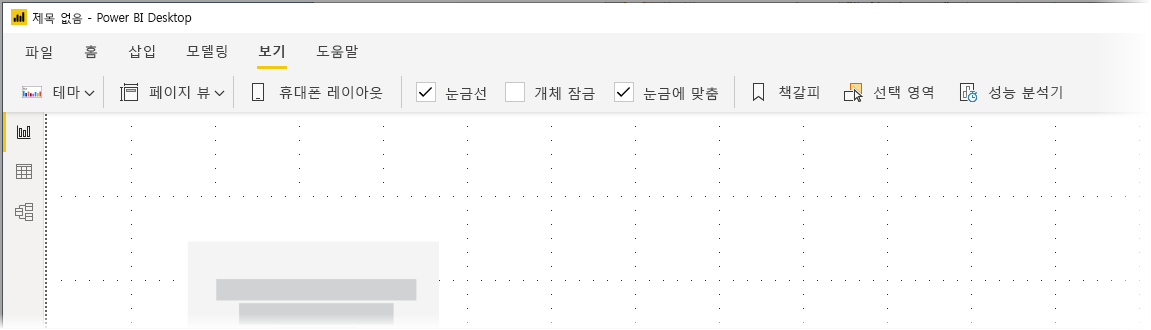 제목 없음 - Power BI Desktop
파일 홈 삽입 모델링 보기 도움말
테마 페이지 뷰 휴대폰 레이아웃 눈금선 개체 잠금 눈금에 맞춤 책갈피 선택 영역 성능 분석기